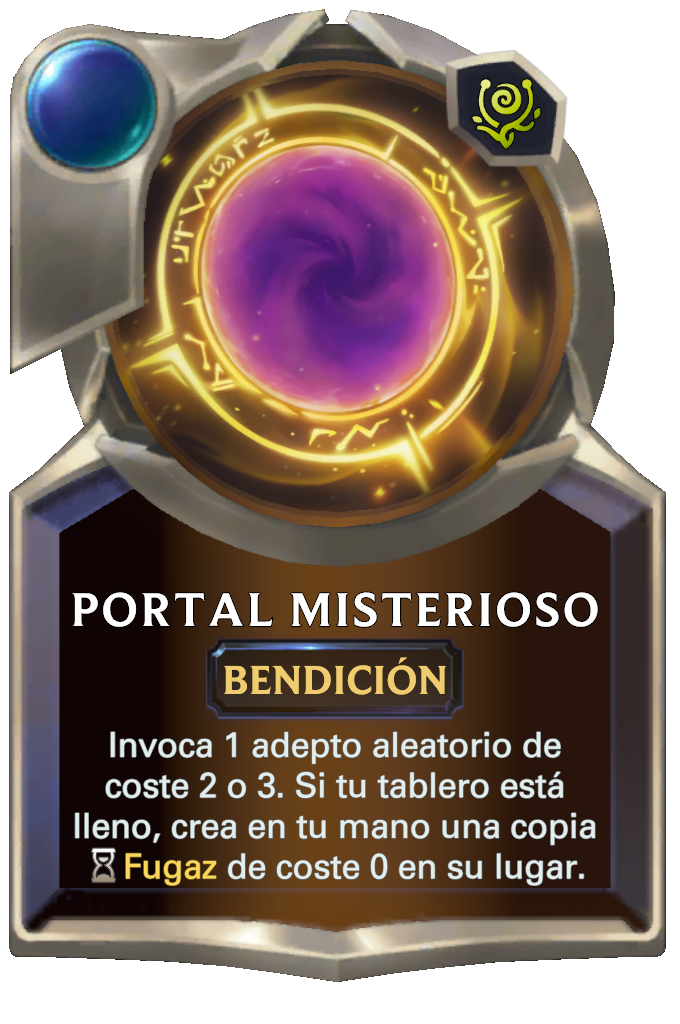 PORTAL MISTERIOSO
BENDICIÓN
Invoca 1 adepto aleatorio de
coste 2 o 3. Si tu tablero está
lleno, crea en tu mano una copia
Fugaz de coste 0 en su lugar.